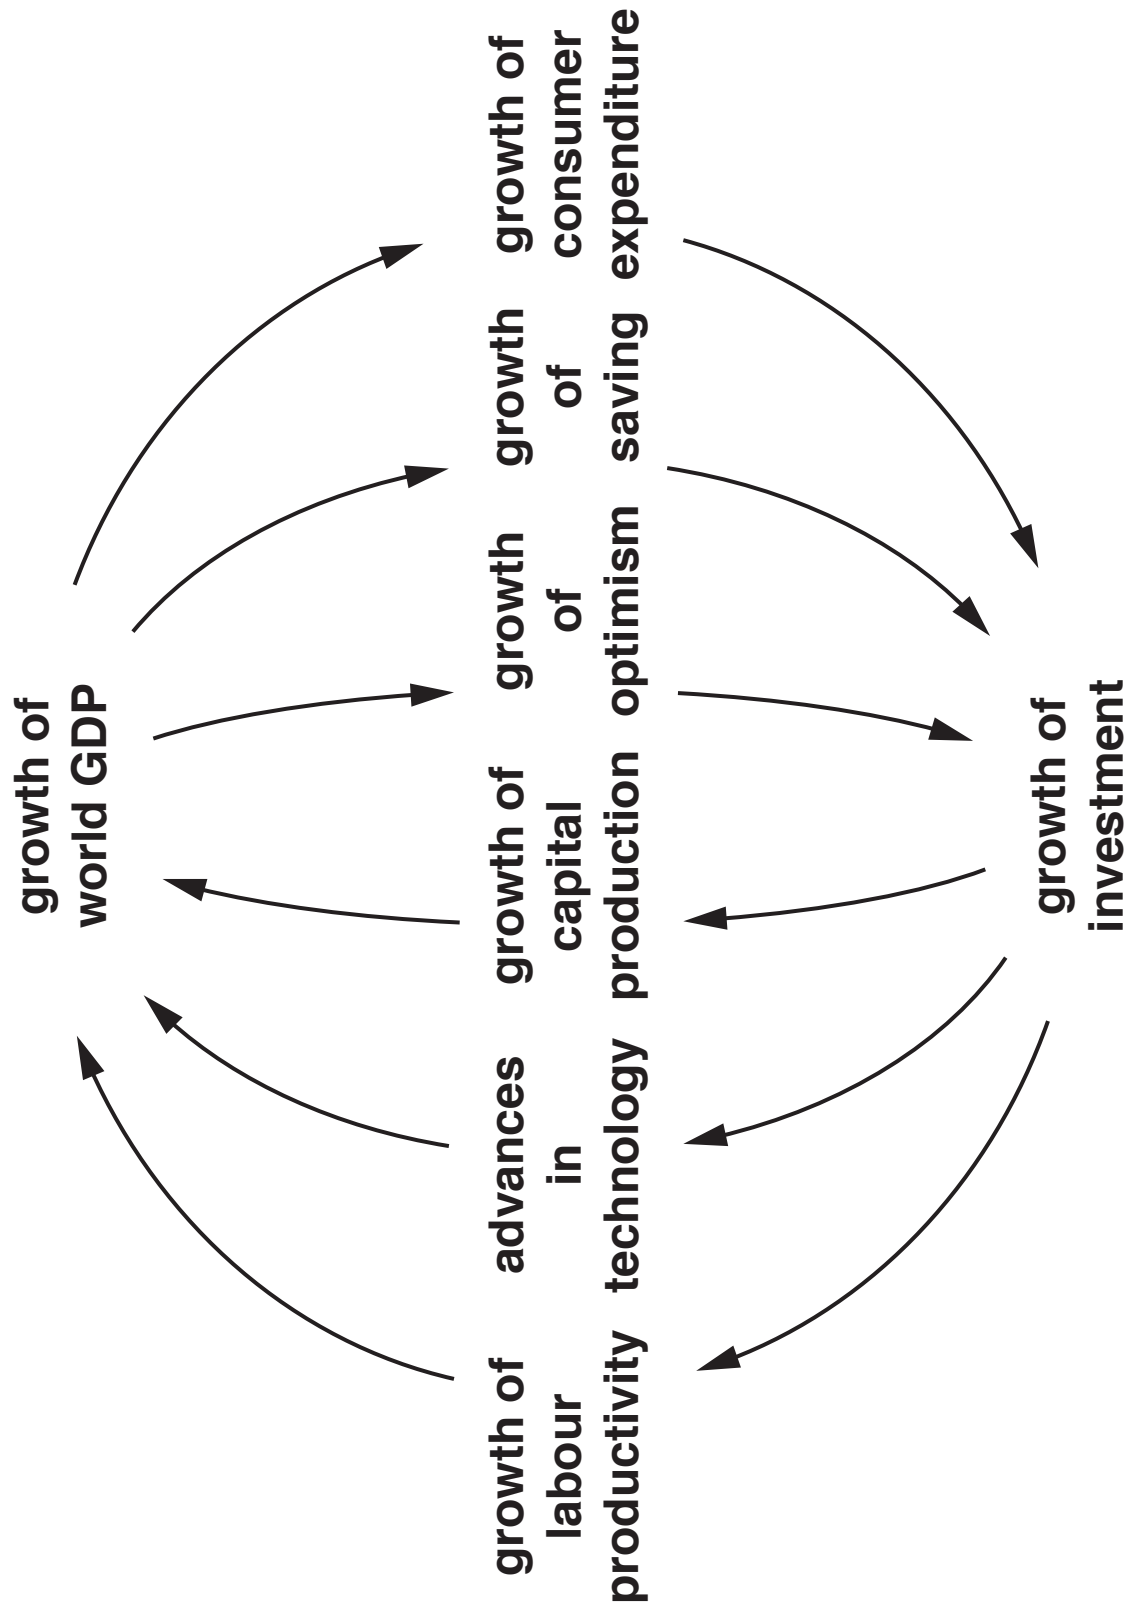 growth of
world GDP
growth of
labour
productivity
advances
in
technology
growth of
capital
production
growth
of
optimism
growth
of
saving
growth of
consumer
expenditure
growth of
investment